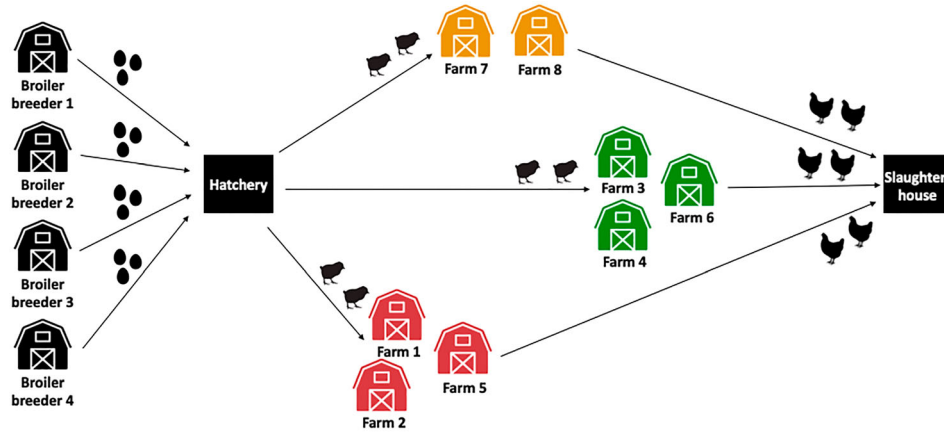 Broiler
breeder 1
Broiler
breeder 2
Broiler
breeder 3
Broiler
breeder 4
Hatchery
Farm 7
Farm 8
Farm 3
Farm 6
Farm 4
Farm 1
Farm 5
Farm 2
Slaughter
house